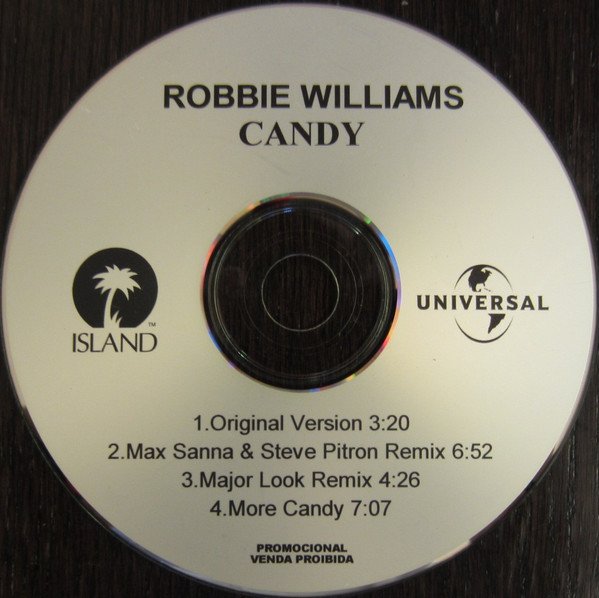 ROBBIE WILLIAMS
CANDY
ISLAND™
UNIVERSAL
1.Original Version 3:20
2.Max Sanna & Steve Pitron Remix 6:52
3.Major Look Remix 4:26
4.More Candy 7:07
PROMOCIONAL
VENDA PROIBIDA